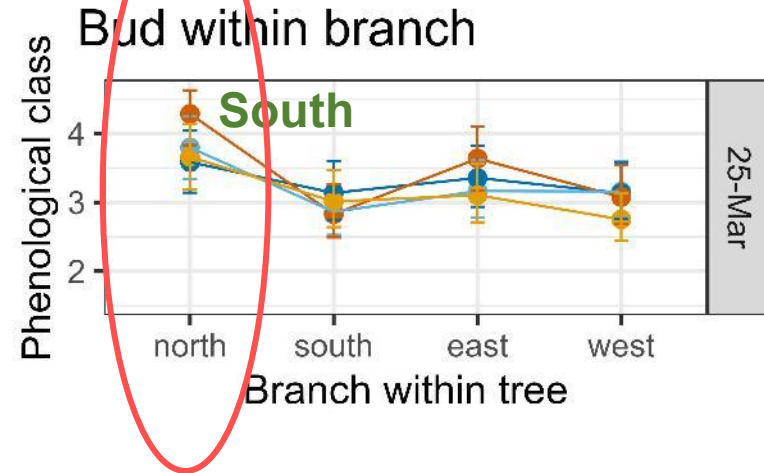 Bud within branch
Phenological class
South
4
3
2
25-Mar
north south east west
Branch within tree